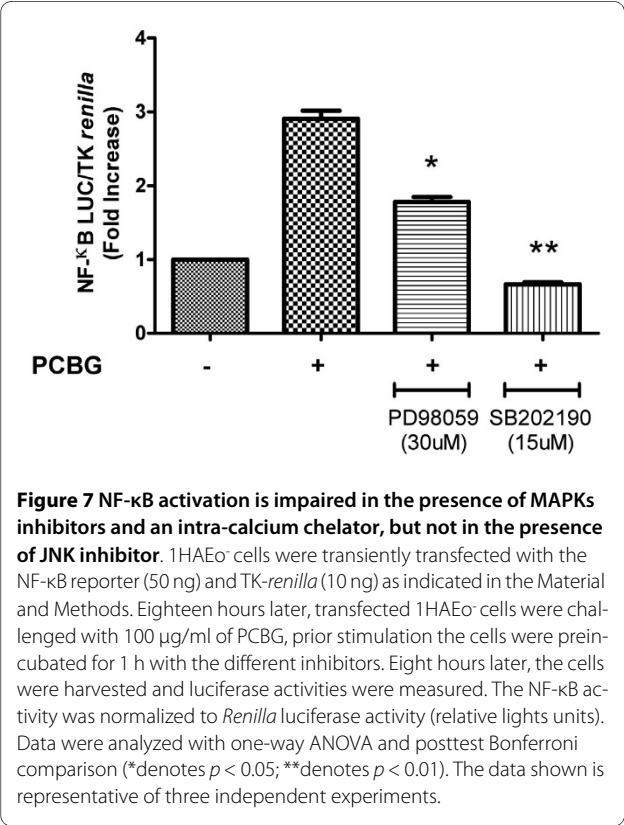 4
3
2
1
0
NF-κB LUC/TK renilla
(Fold Increase)
*
**
PCBG - + + +
PD98059 SB202190
(30uM) (15uM)
Figure 7 NF-κB activation is impaired in the presence of MAPKs
inhibitors and an intra-calcium chelator, but not in the presence
of JNK inhibitor. 1HAEo- cells were transiently transfected with the
NF-κB reporter (50 ng) and TK-renilla (10 ng) as indicated in the Material
and Methods. Eighteen hours later, transfected 1HAEo- cells were chal-
lenged with 100 μg/ml of PCBG, prior stimulation the cells were prein-
cubated for 1 h with the different inhibitors. Eight hours later, the cells
were harvested and luciferase activities were measured. The NF-κB ac-
tivity was normalized to Renilla luciferase activity (relative lights units).
Data were analyzed with one-way ANOVA and posttest Bonferroni
comparison (*denotes p < 0.05; **denotes p < 0.01). The data shown is
representative of three independent experiments.